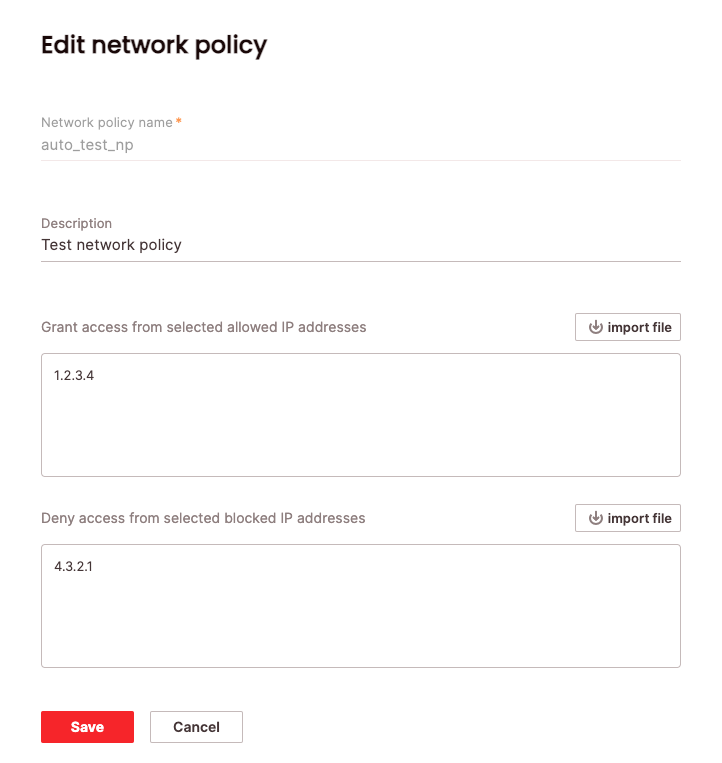 Edit network policy
Network policy name *
auto_test_np
Description
Test network policy
Grant access from selected allowed IP addresses
import file
1.2.3.4
Deny access from selected blocked IP addresses
import file
4.3.2.1
Save
Cancel